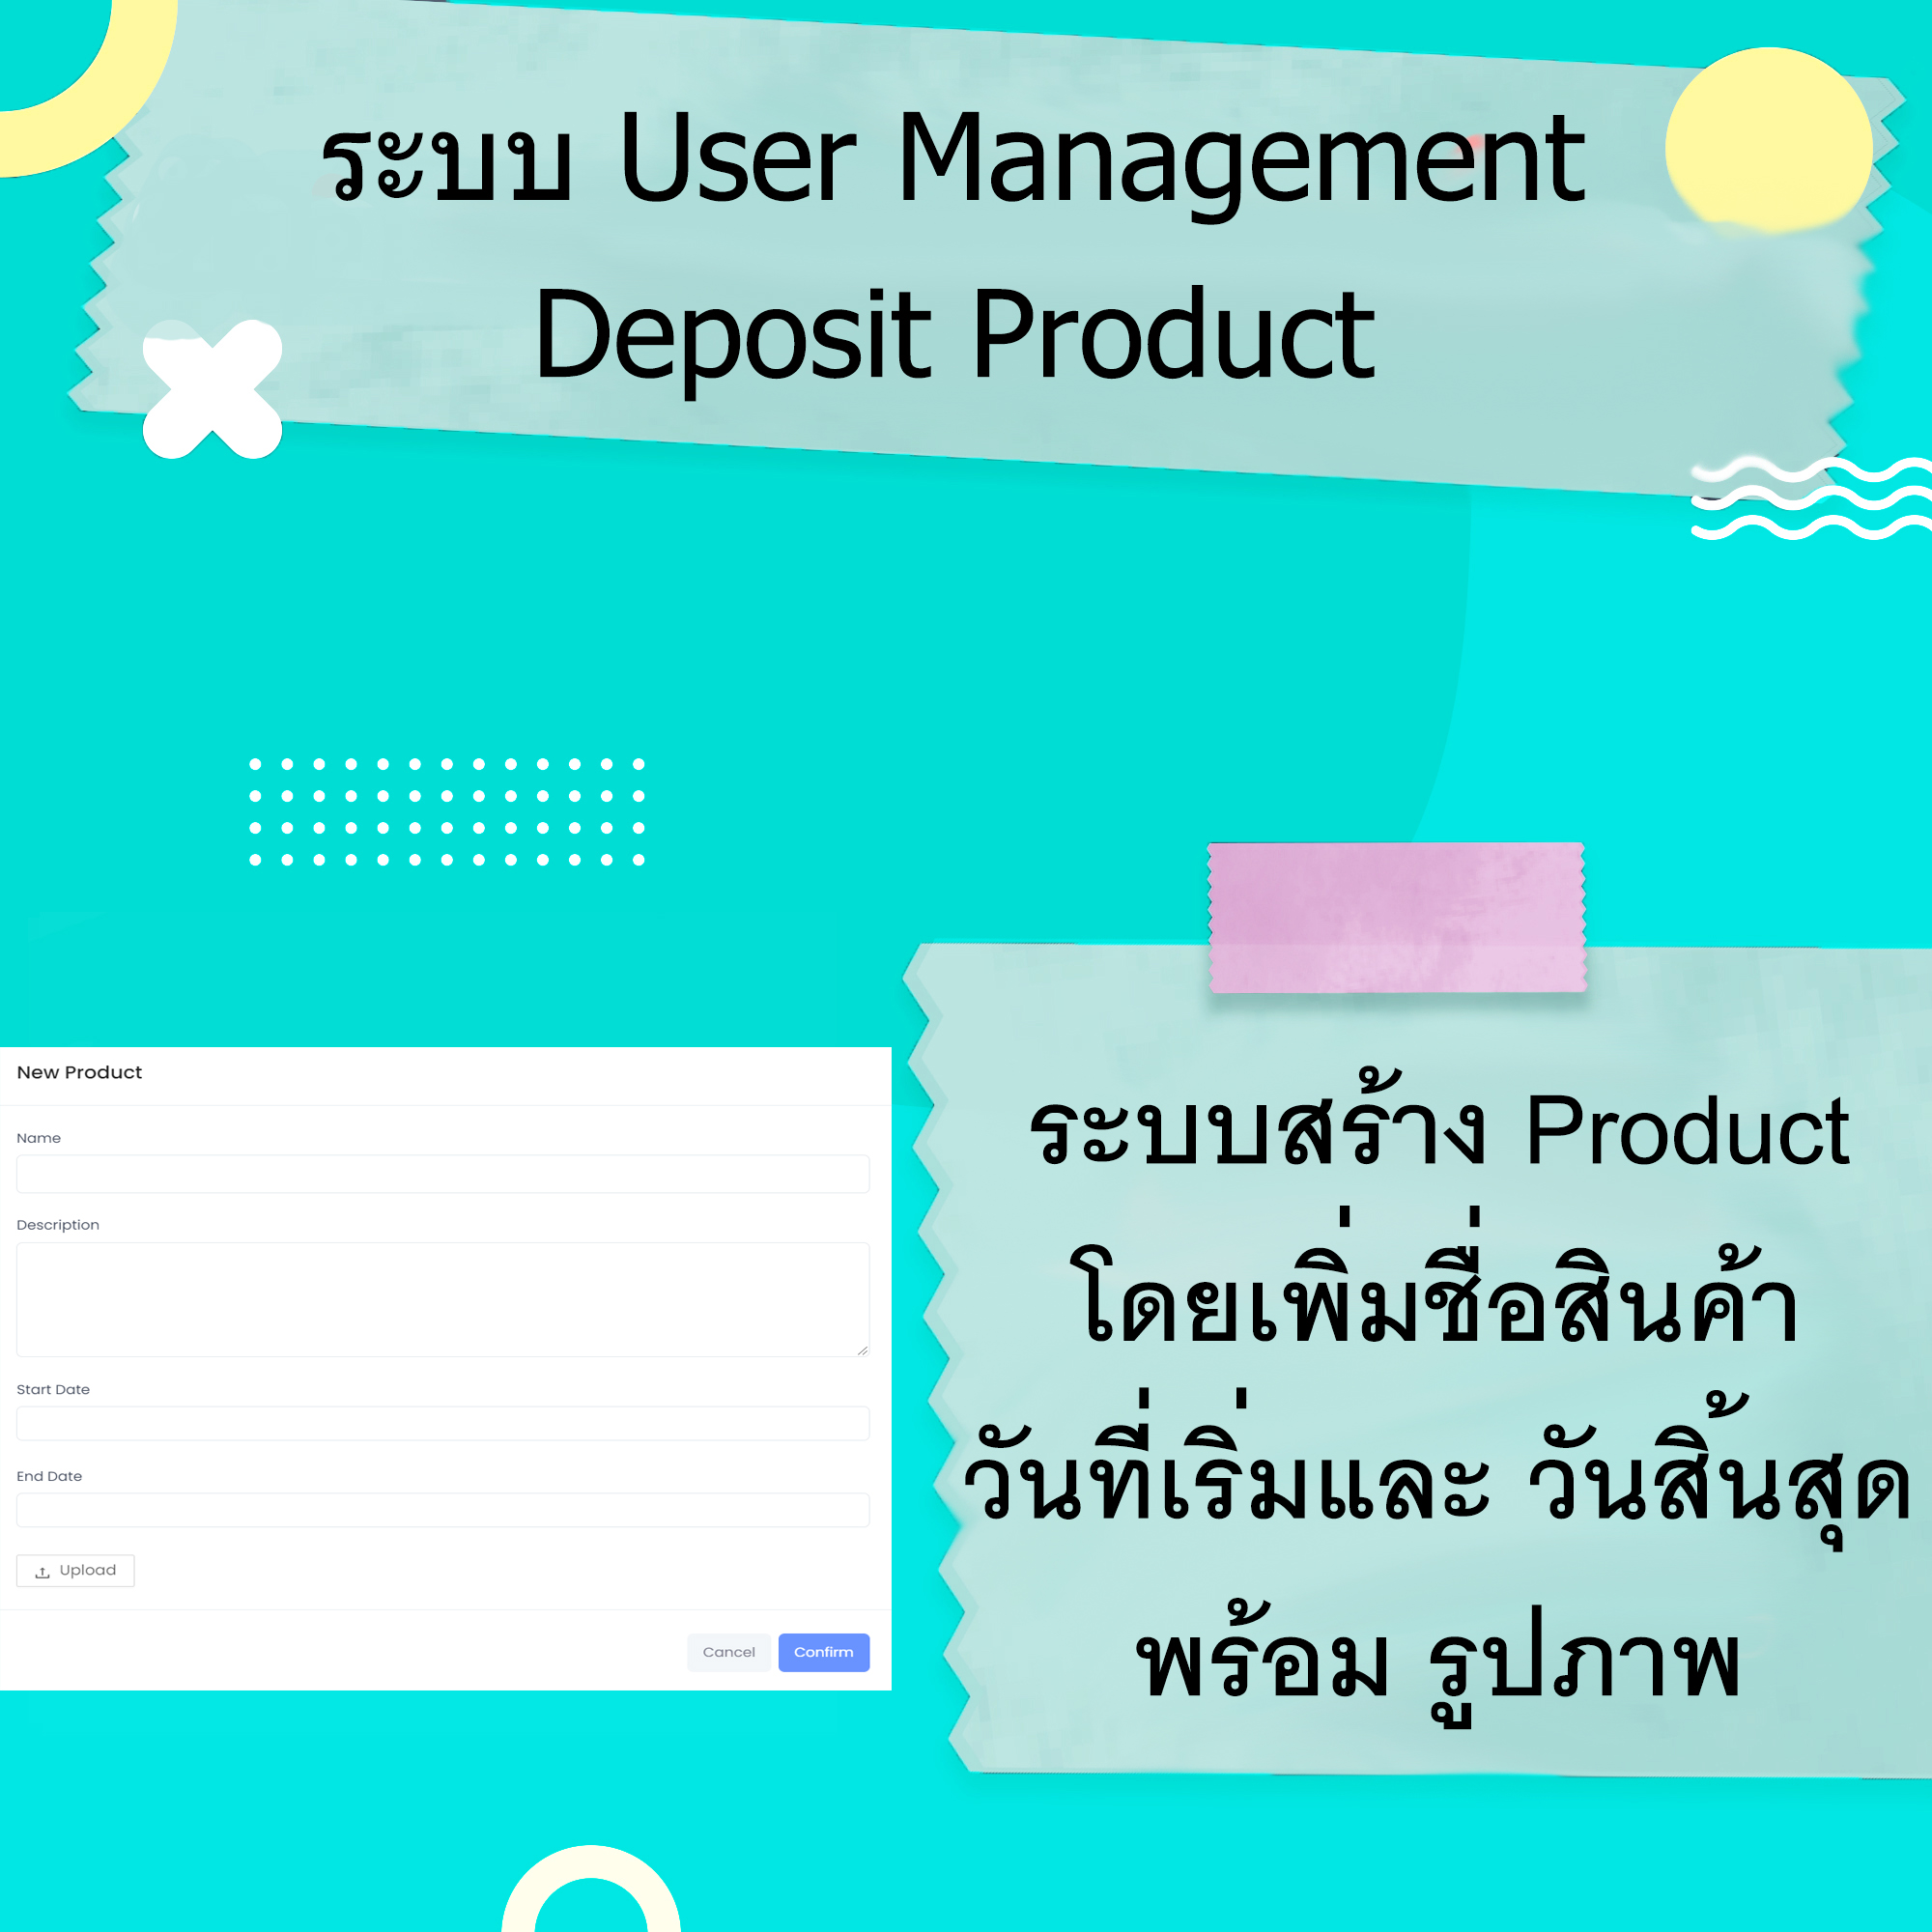 ระบบ User Management
Deposit Product
New Product
Name
Description
Start Date
End Date
Upload
Cancel
Confirm
ระบบสร้าง Product
โดยเพิ่มชื่อสินค้า
วันที่เริ่มและ วันสิ้นสุด
พร้อม รูปภาพ